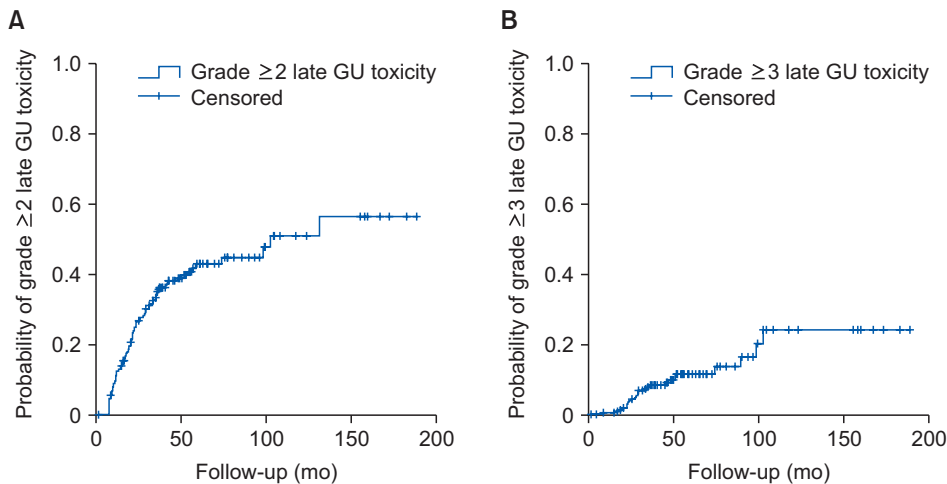 A
Probability of grade ≥2 late GU toxicity
1.0
0.8
0.6
0.4
0.2
0
Grade ≥2 late GU toxicity
Censored
0 50 100 150 200
Follow-up (mo)
B
Probability of grade ≥3 late GU toxicity
1.0
0.8
0.6
0.4
0.2
0
Grade ≥3 late GU toxicity
Censored
0 50 100 150 200
Follow-up (mo)